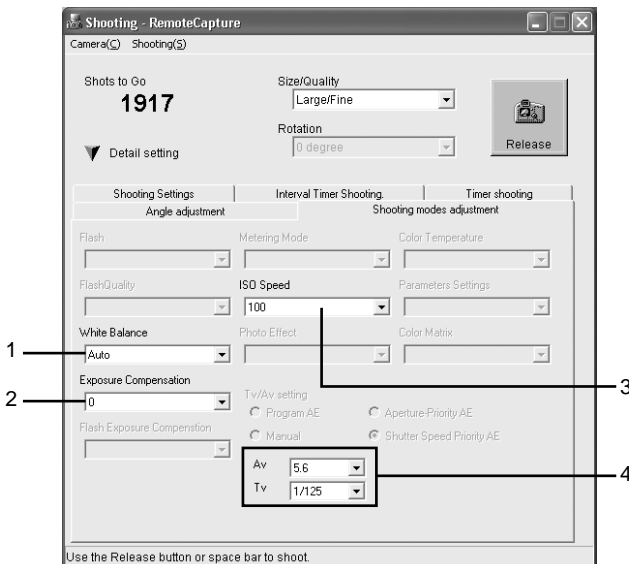 Shooting - RemoteCapture
Camera(C) Shooting(S)
Shots to Go
1917
Size/Quality
Large/Fine
Rotation
0 degree
Release
Detail setting
Shooting Settings
Interval Timer Shooting.
Timer shooting
Angle adjustment
Shooting modes adjustment
Flash
Metering Mode
Color Temperature
FlashQuality
ISO Speed
100
Parameters Settings
1
White Balance
Auto
Photo Effect
Color Matrix
3
2
Exposure Compensation
0
Tv/Av setting
Program AE
Aperture-Priority AE
Flash Exposure Compenstion
Manual
Shutter Speed Priority AE
Av
5.6
4
Tv
1/125
Use the Release button or space bar to shoot.